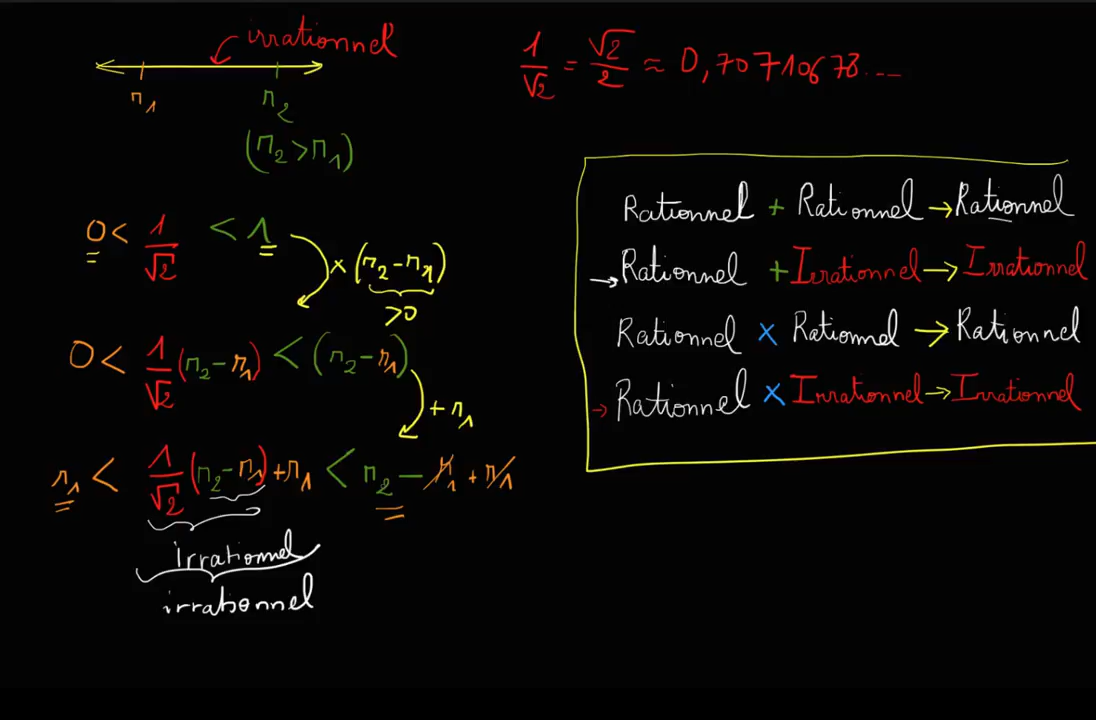 irrationnel
r₁ r₂
(r₂ > r₁)
0 < 1/√2 < 1
× (r₂ - r₁)
> 0
0 < 1/√2 (r₂ - r₁) < (r₂ - r₁)
+ r₁
r₁ < 1/√2 (r₂ - r₁) + r₁ < r₂ - r₁ + r₁
irrationnel
irrationnel
1/√2 = √2/2 ≈ 0,70710678...
Rationnel + Rationnel → Rationnel
→ Rationnel + Irrationnel → Irrationnel
Rationnel × Rationnel → Rationnel
→ Rationnel × Irrationnel → Irrationnel